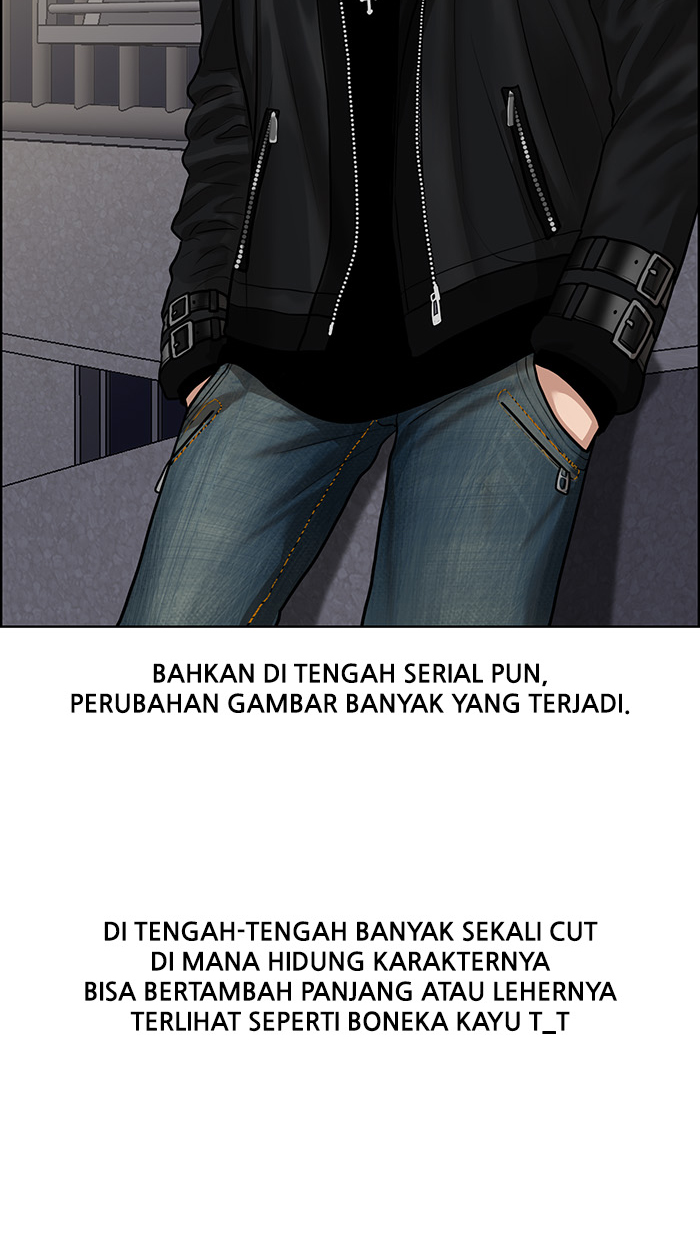 BAHKAN DI TENGAH SERIAL PUN,
PERUBAHAN GAMBAR BANYAK YANG TERJADI.
DI TENGAH-TENGAH BANYAK SEKALI CUT
DI MANA HIDUNG KARAKTERNYA
BISA BERTAMBAH PANJANG ATAU LEHERNYA
TERLIHAT SEPERTI BONEKA KAYU T_T